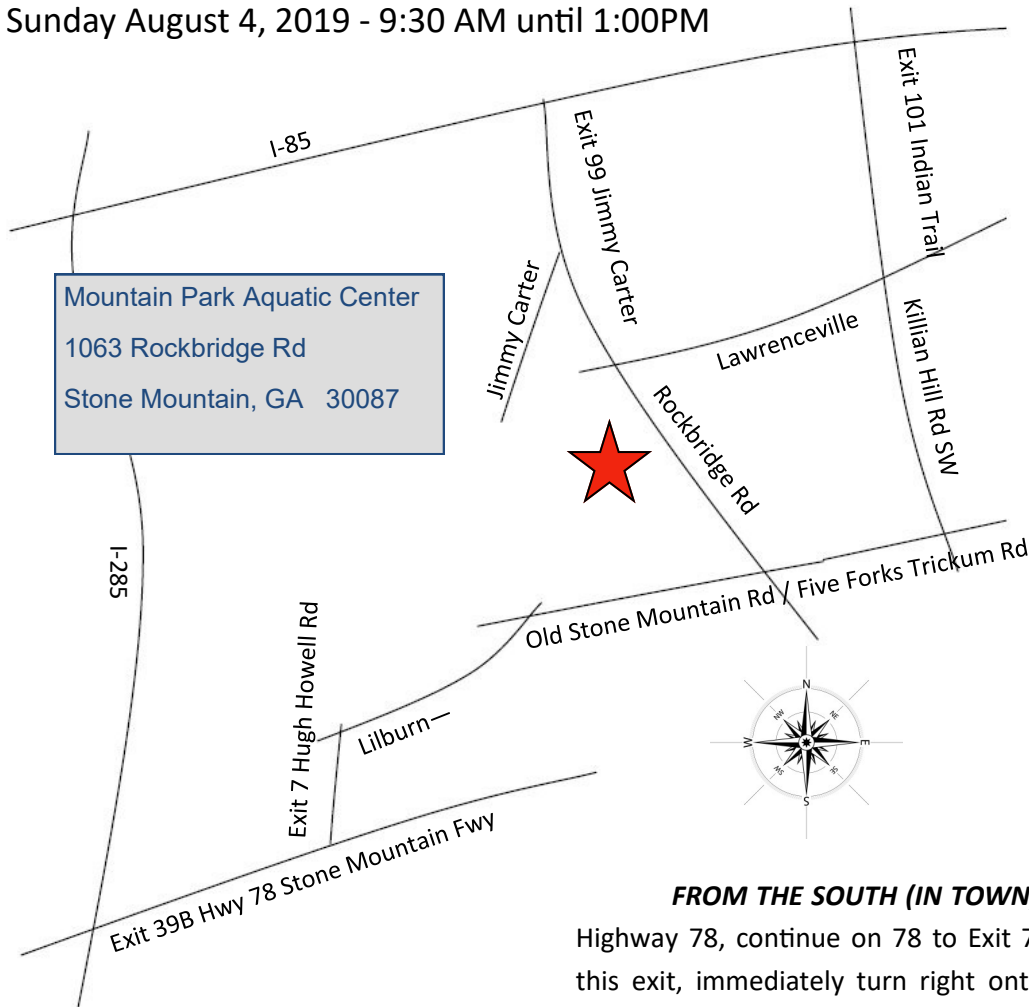 Sunday August 4, 2019 - 9:30 AM until 1:00PM
I-85
Exit 99 Jimmy Carter
Exit 101 Indian Trail
Mountain Park Aquatic Center
1063 Rockbridge Rd
Stone Mountain, GA 30087
Jimmy Carter
Lawrenceville
Killian Hill Rd SW
Rockbridge Rd
I-285
Old Stone Mountain Rd / Five Forks Trickum Rd
Exit 7 Hugh Howell Rd
Lilburn—
Exit 39B Hwy 78 Stone Mountain Fwy
N
NW
NE
W
E
SW
SE
S
FROM THE SOUTH (IN TOWN
Highway 78, continue on 78 to Exit 7
this exit, immediately turn right ont